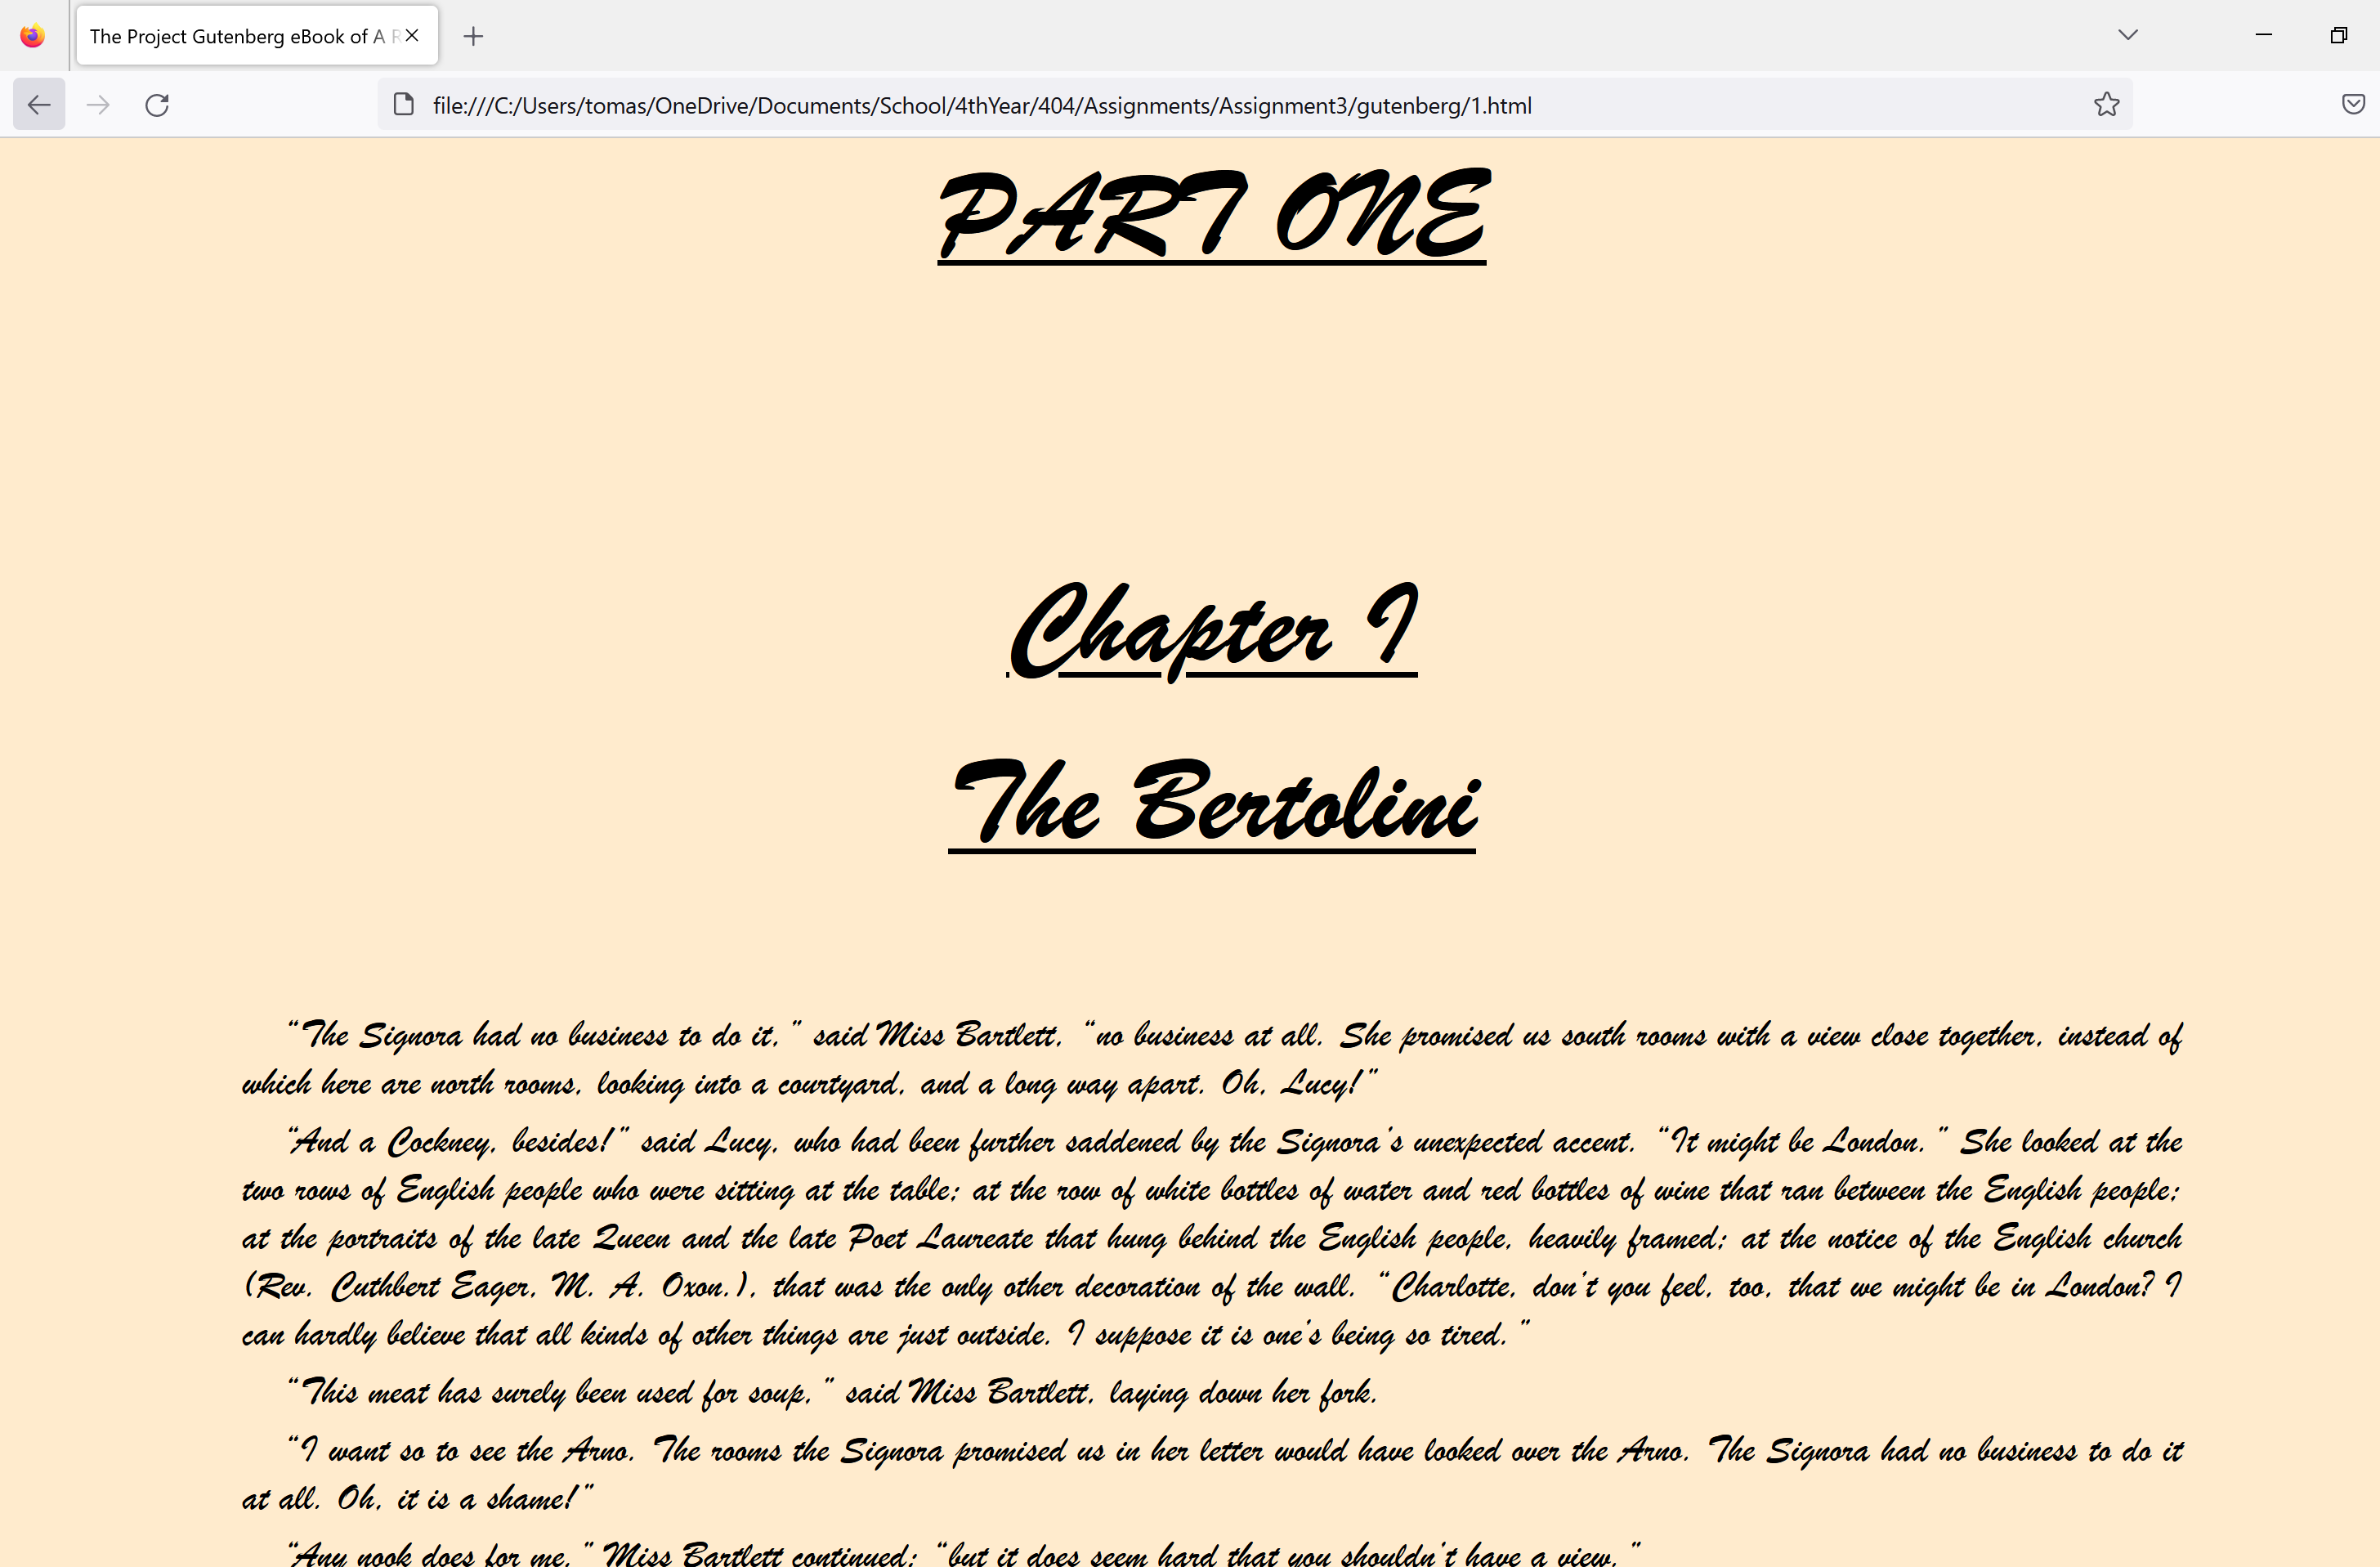 The Project Gutenberg eBook of A R
file:///C:/Users/tomas/OneDrive/Documents/School/4thYear/404/Assignments/Assignment3/gutenberg/1.html
PART ONE
Chapter I
The Bertolini
“The Signora had no business to do it,” said Miss Bartlett, “no business at all. She promised us south rooms with a view close together, instead of
which here are north rooms, looking into a courtyard, and a long way apart. Oh, Lucy!”
“And a Cockney, besides!” said Lucy, who had been further saddened by the Signora’s unexpected accent. “It might be London.” She looked at the
two rows of English people who were sitting at the table; at the row of white bottles of water and red bottles of wine that ran between the English people;
at the portraits of the late Queen and the late Poet Laureate that hung behind the English people, heavily framed; at the notice of the English church
(Rev. Cuthbert Eager, M. A. Oxon.), that was the only other decoration of the wall. “Charlotte, don’t you feel, too, that we might be in London? I
can hardly believe that all kinds of other things are just outside. I suppose it is one’s being so tired.”
“This meat has surely been used for soup,” said Miss Bartlett, laying down her fork.
“I want so to see the Arno. The rooms the Signora promised us in her letter would have looked over the Arno. The Signora had no business to do it
at all. Oh, it is a shame!”
“Any nook does for me,” Miss Bartlett continued; “but it does seem hard that you shouldn’t have a view.”